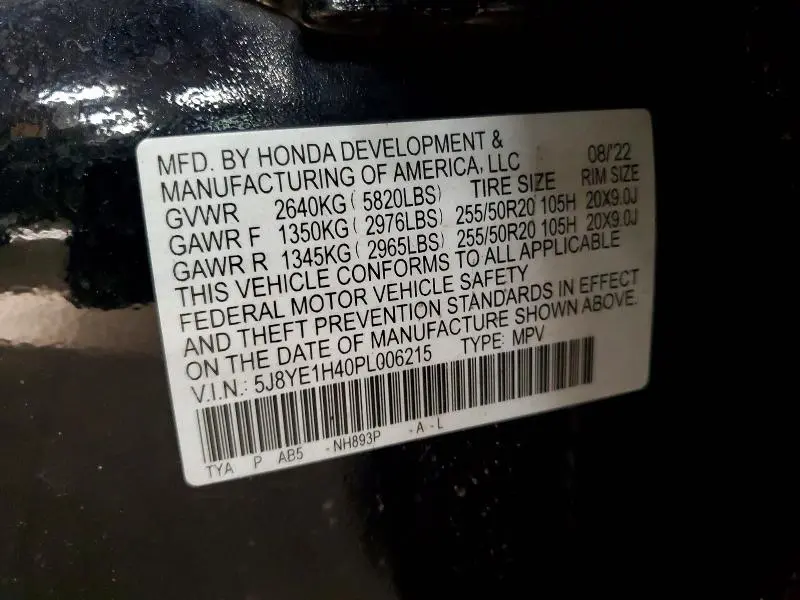 MFD. BY HONDA DEVELOPMENT & 08/'22
MANUFACTURING OF AMERICA, LLC
TIRE SIZE RIM SIZE
GVWR 2640KG ( 5820LBS)
GAWR F 1350KG ( 2976LBS) 255/50R20 105H 20X9.0J
GAWR R 1345KG ( 2965LBS) 255/50R20 105H 20X9.0J
THIS VEHICLE CONFORMS TO ALL APPLICABLE
FEDERAL MOTOR VEHICLE SAFETY
AND THEFT PREVENTION STANDARDS IN EFFECT
ON THE DATE OF MANUFACTURE SHOWN ABOVE.
V.I.N.: 5J8YE1H40PL006215 TYPE: MPV
TYA P AB5 -NH893P -A-L